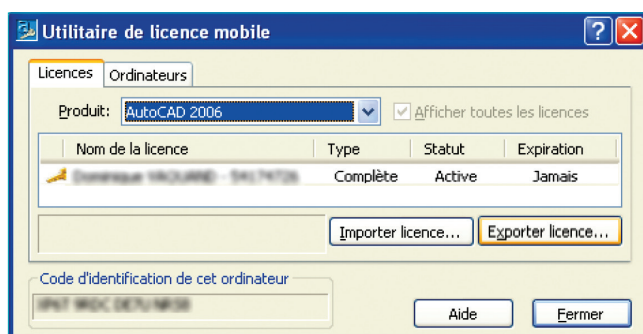 Utilitaire de licence mobile
Licences Ordinateurs
Produit: AutoCAD 2006 Afficher toutes les licences
Nom de la licence Type Statut Expiration
Complète Active Jamais
Importer licence... Exporter licence...
Code d'identification de cet ordinateur
Aide Fermer